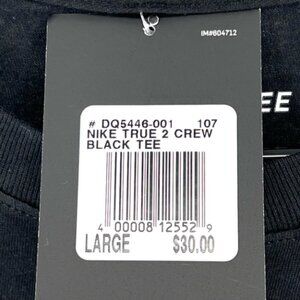 IM#604712
EE
# DQ5446-001 107
NIKE TRUE 2 CREW
BLACK TEE
4 00008 12552 9
LARGE $30.00